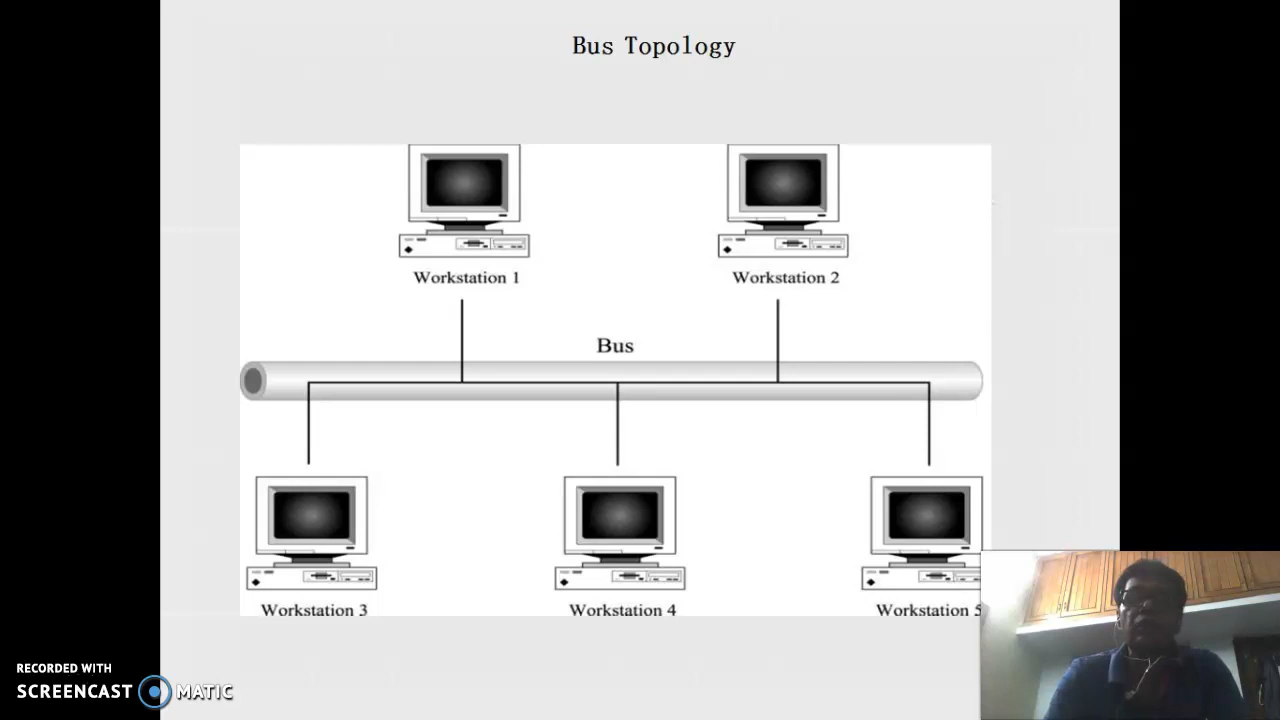 Bus Topology
Workstation 1
Workstation 2
Bus
Workstation 3
Workstation 4
Workstation 5
RECORDED WITH
SCREENCAST MATIC